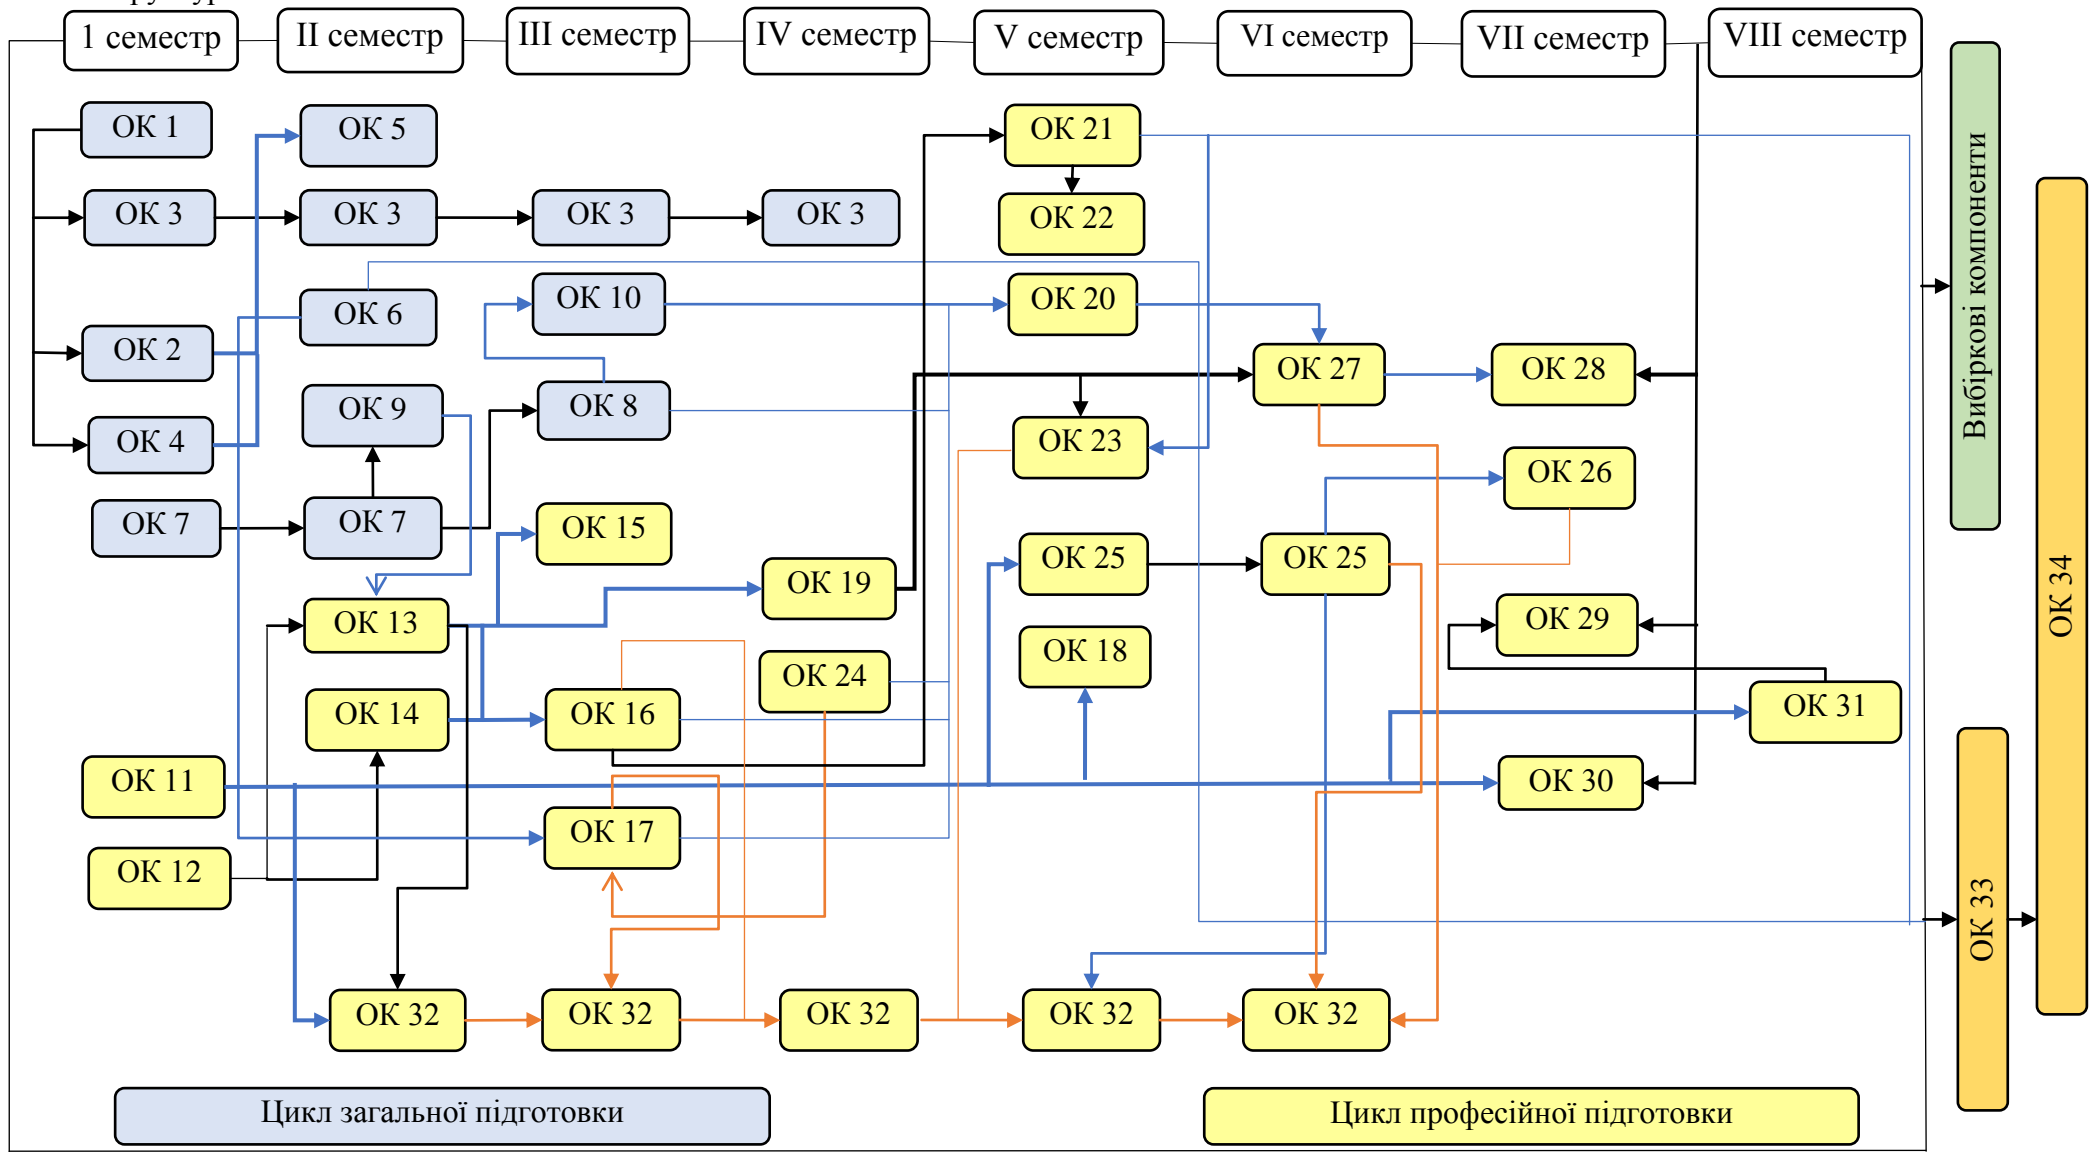 1 семестр
ІІ семестр
ІІІ семестр
IV семестр
V семестр
VI семестр
VII семестр
VIII семестр
ОК 1
ОК 5
ОК 21
ОК 3
ОК 3
ОК 3
ОК 3
ОК 22
ОК 6
ОК 10
ОК 20
ОК 2
ОК 27
ОК 28
ОК 9
ОК 8
ОК 4
ОК 23
ОК 26
ОК 7
ОК 7
ОК 15
ОК 25
ОК 25
ОК 19
ОК 13
ОК 18
ОК 29
ОК 24
ОК 14
ОК 16
ОК 31
ОК 11
ОК 30
ОК 17
ОК 12
ОК 32
ОК 32
ОК 32
ОК 32
ОК 32
Вибіркові компоненти
ОК 33
ОК 34
Цикл загальної підготовки
Цикл професійної підготовки